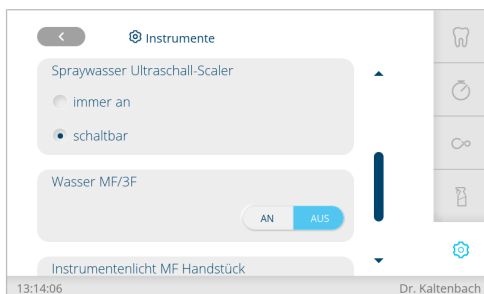 Instrumente
Spraywasser Ultraschall-Scaler
immer an
schaltbar
Wasser MF/3F
AN AUS
Instrumentenlicht MF Handstück
13:14:06 Dr. Kaltenbach